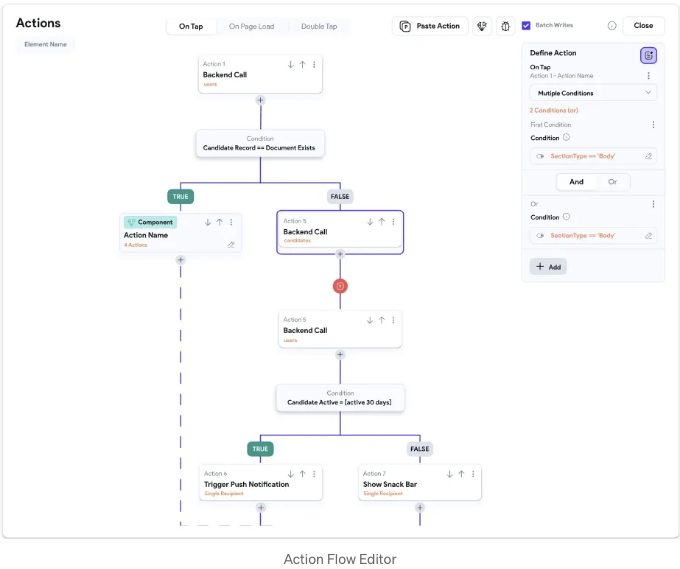 Actions
On Tap
On Page Load
Double Tap
Paste Action
Batch Writes
Close
Element Name
Action 1
Backend Call
users
Condition
Candidate Record == Document Exists
TRUE
FALSE
Component
Action Name
4 Actions
Action 5
Backend Call
candidates
Action 5
Backend Call
users
Condition
Candidate Active = [active 30 days]
TRUE
FALSE
Action 6
Trigger Push Notification
Single Recipient
Action 7
Show Snack Bar
Single Recipient
Define Action
On Tap
Action 1 - Action Name
Mutiple Conditions
2 Conditions (or)
First Condition
Condition
SectionType == 'Body'
And
Or
Or
Condition
SectionType == 'Body'
Add
Action Flow Editor